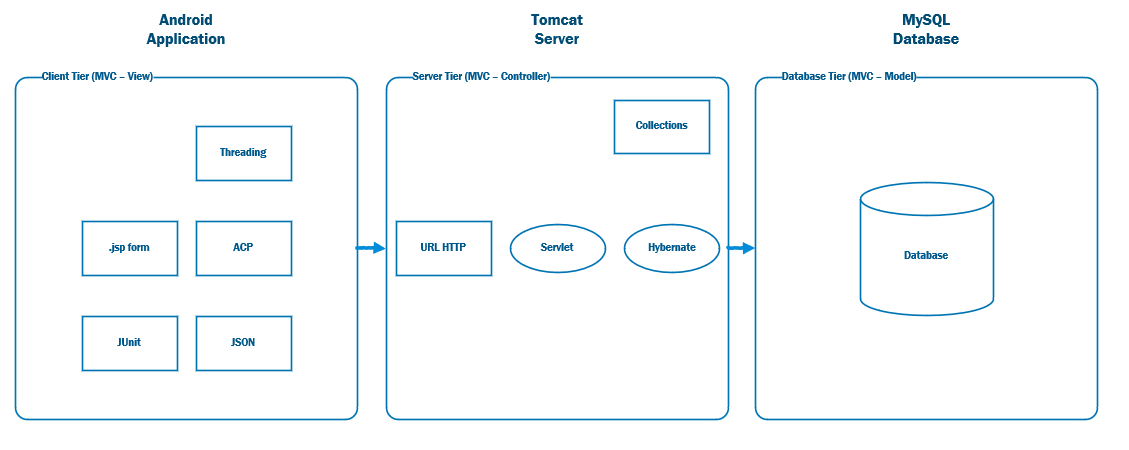 Android
Application
Tomcat
Server
MySQL
Database
Client Tier (MVC – View)
Server Tier (MVC – Controller)
Database Tier (MVC – Model)
Threading
.jsp form
ACP
JUnit
JSON
Collections
URL HTTP
Servlet
Hybernate
Database